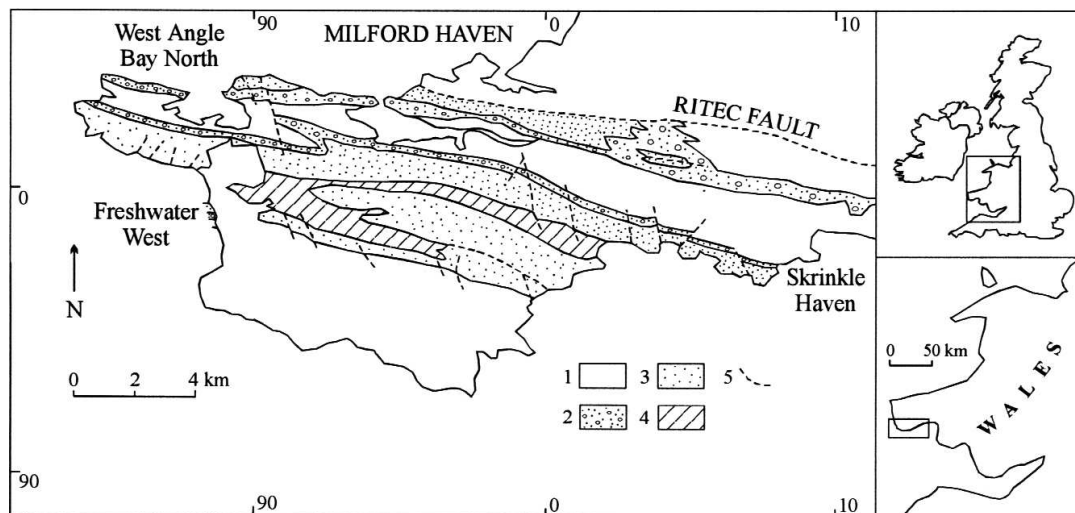 90
0
10
West Angle
Bay North
MILFORD HAVEN
RITEC FAULT
0
Freshwater
West
N
Skrinkle
Haven
0 2 4 km
1
3
5
2
4
90
90
0
10
0 50 km
WALES